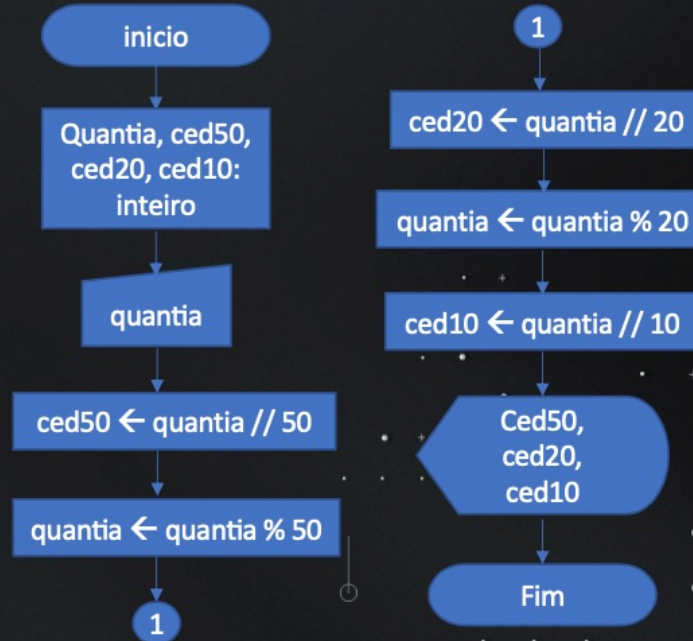 inicio
Quantia, ced50,
ced20, ced10:
inteiro
quantia
ced50 ← quantia // 50
quantia ← quantia % 50
1
1
ced20 ← quantia // 20
quantia ← quantia % 20
ced10 ← quantia // 10
Ced50,
ced20,
ced10
Fim